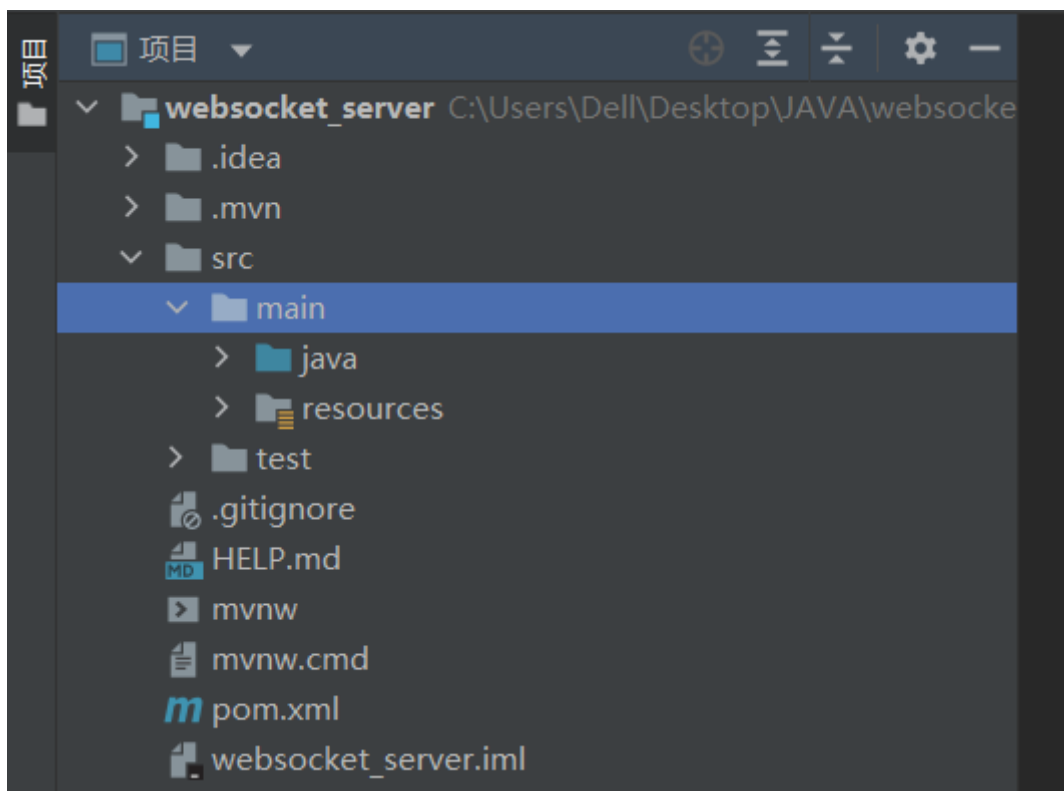 项目
项目
websocket_server C:\Users\Dell\Desktop\JAVA\websocke
.idea
.mvn
src
main
java
resources
test
.gitignore
MD HELP.md
mvnw
mvnw.cmd
m pom.xml
websocket_server.iml